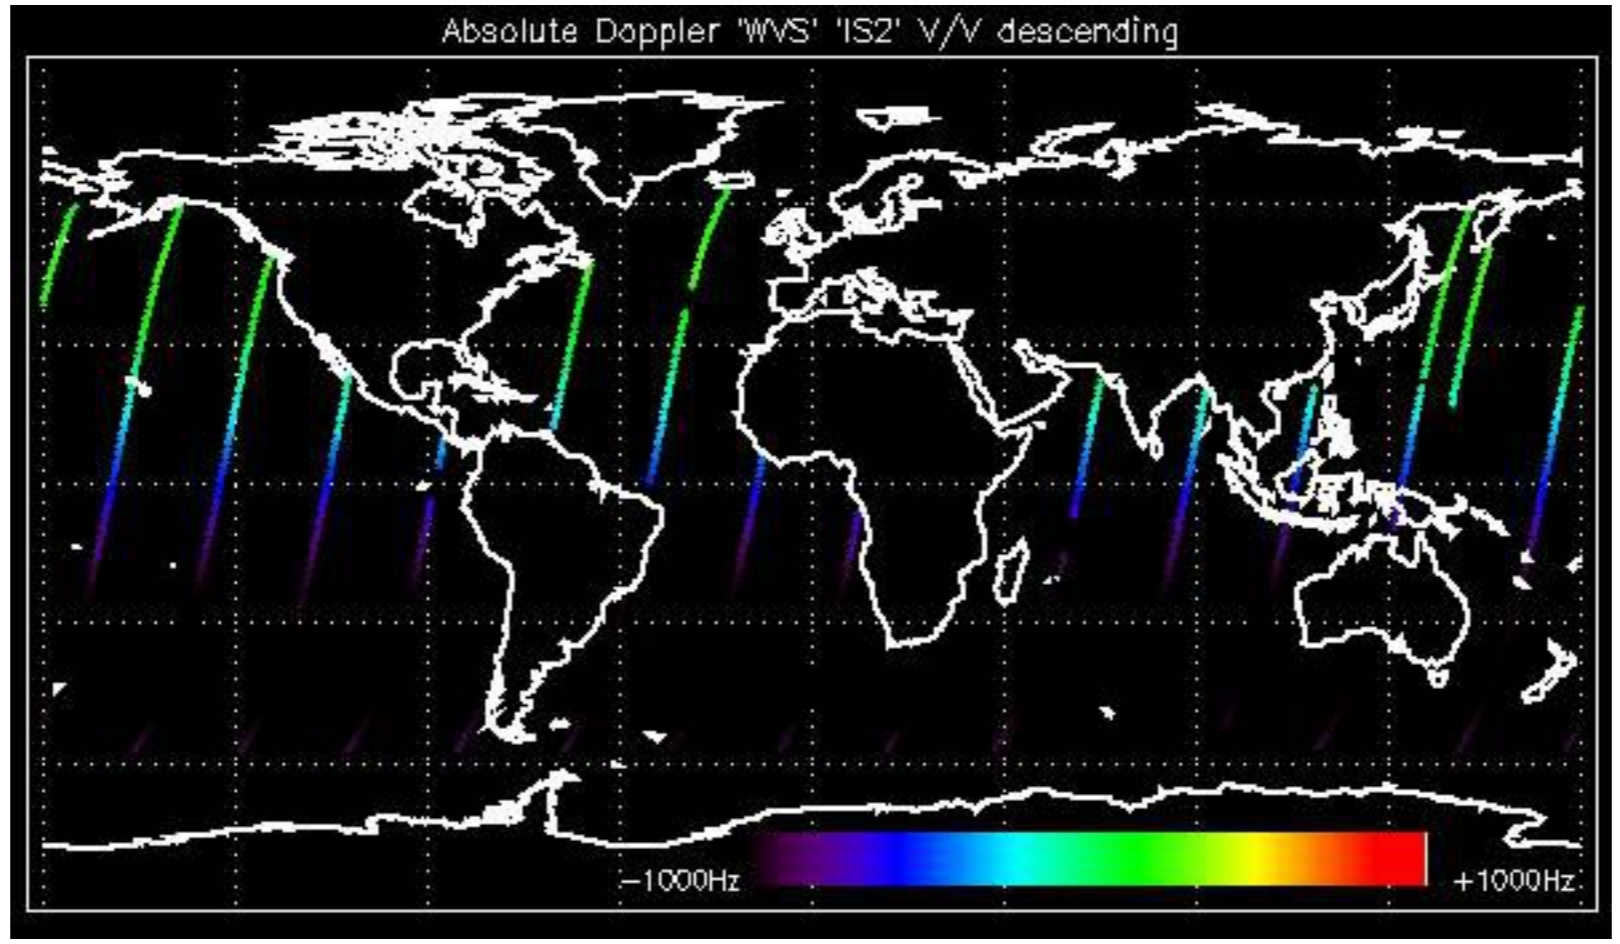 Absolute Doppler 'WVS' 'IS2' V/V descending
−1000Hz +1000Hz